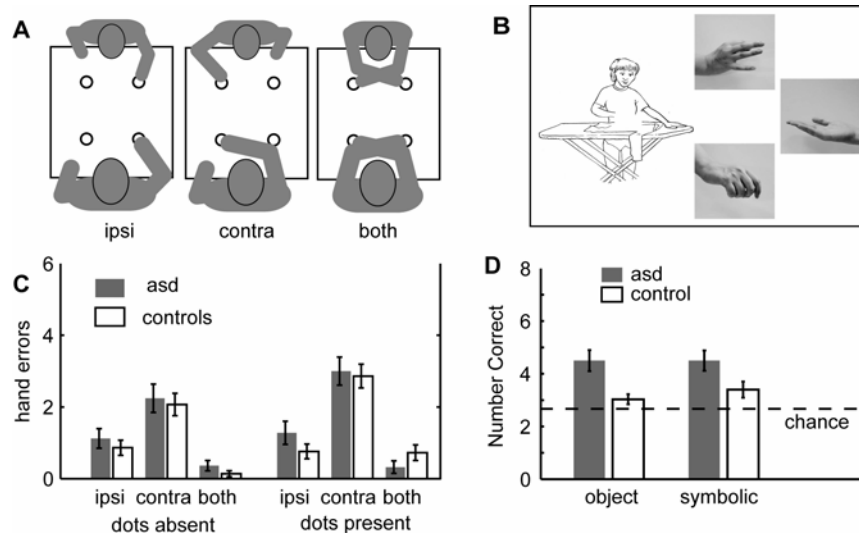 A
ipsi contra both
B
C
hand errors
6
4
2
0
asd
controls
ipsi contra both ipsi contra both
dots absent dots present
D
Number Correct
8
6
4
2
0
asd
control
chance
object symbolic